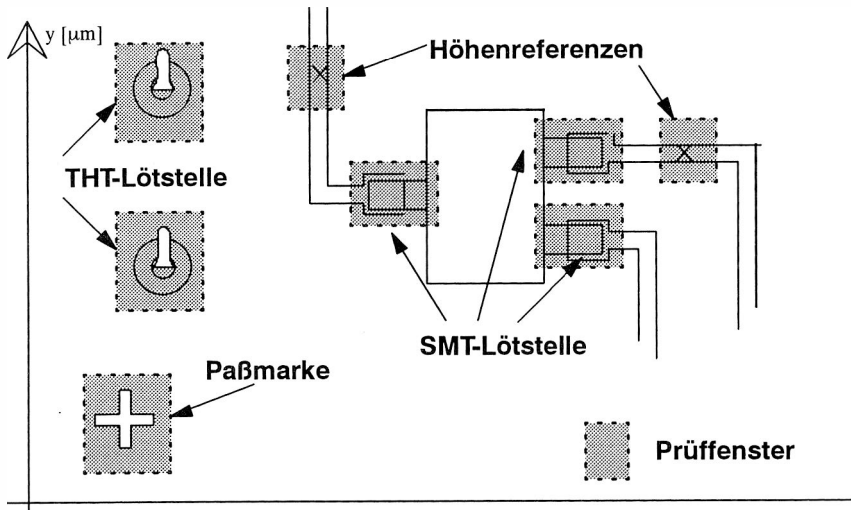 y [µm]
Höhenreferenzen
THT-Lötstelle
SMT-Lötstelle
Paßmarke
Prüffenster